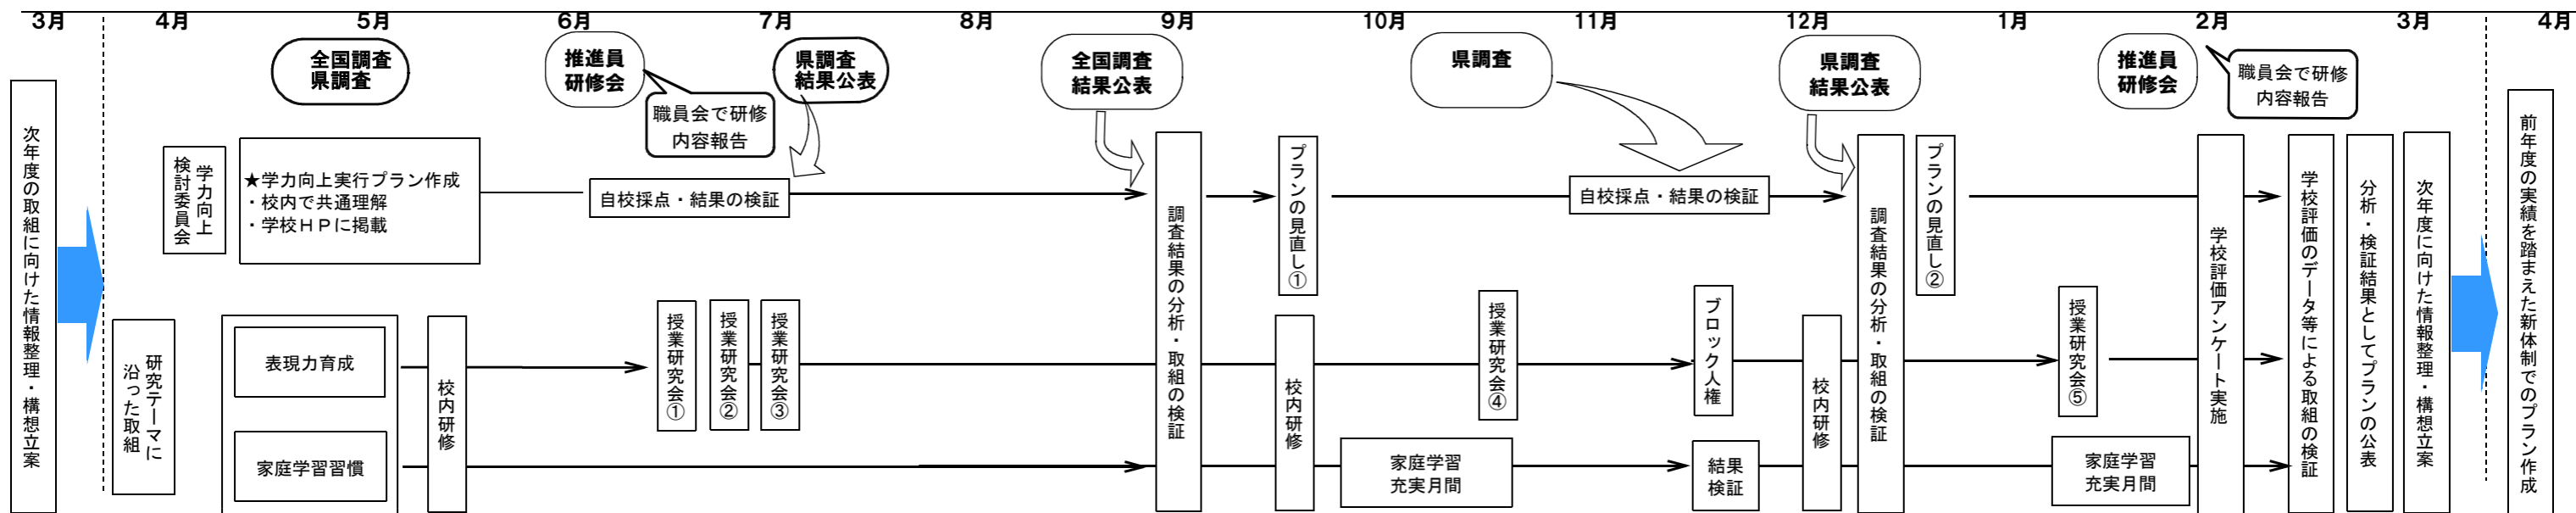 3月
4月
5月
6月
7月
8月
9月
10月
11月
12月
1月
2月
3月
4月
全国調査
県調査
推進員
研修会
職員会で研修
内容報告
県調査
結果公表
全国調査
結果公表
県調査
県調査
結果公表
推進員
研修会
職員会で研修
内容報告
次年度の取組に向けた情報整理・構想立案
学力向上
検討委員会
★学力向上実行プラン作成
・校内で共通理解
・学校ＨＰに掲載
自校採点・結果の検証
調査結果の分析・取組の検証
プランの見直し①
自校採点・結果の検証
調査結果の分析・取組の検証
プランの見直し②
学校評価アンケート実施
学校評価のデータ等による取組の検証
分析・検証結果としてプランの公表
次年度に向けた情報整理・構想立案
前年度の実績を踏まえた新体制でのプラン作成
研究テーマに
沿った取組
表現力育成
家庭学習習慣
校内研修
授業研究会①
授業研究会②
授業研究会③
校内研修
授業研究会④
家庭学習
充実月間
ブロック人権
結果
検証
校内研修
授業研究会⑤
家庭学習
充実月間